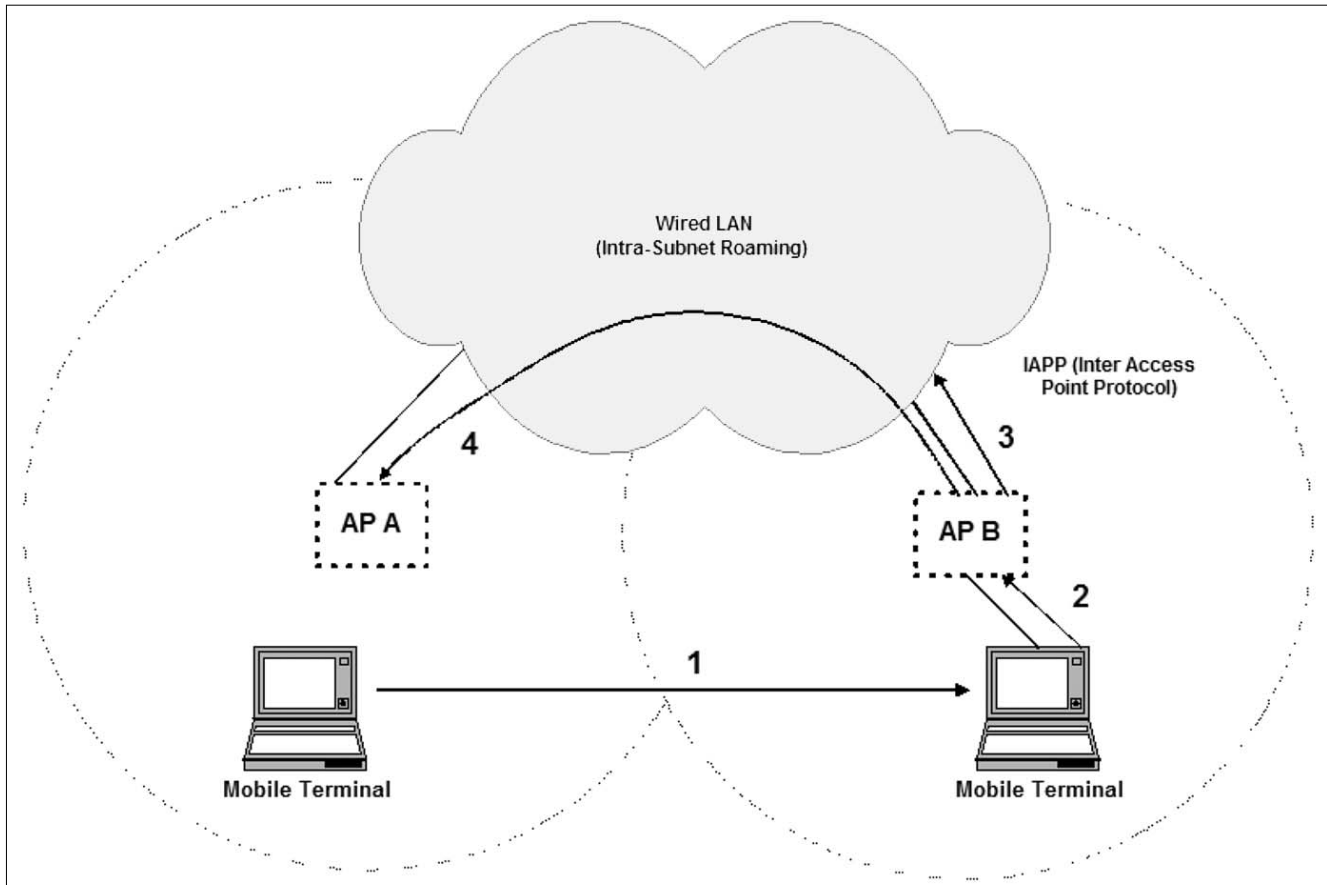 Wired LAN
(Intra-Subnet Roaming)
IAPP (Inter Access
Point Protocol)
4
3
AP A
AP B
2
1
Mobile Terminal
Mobile Terminal